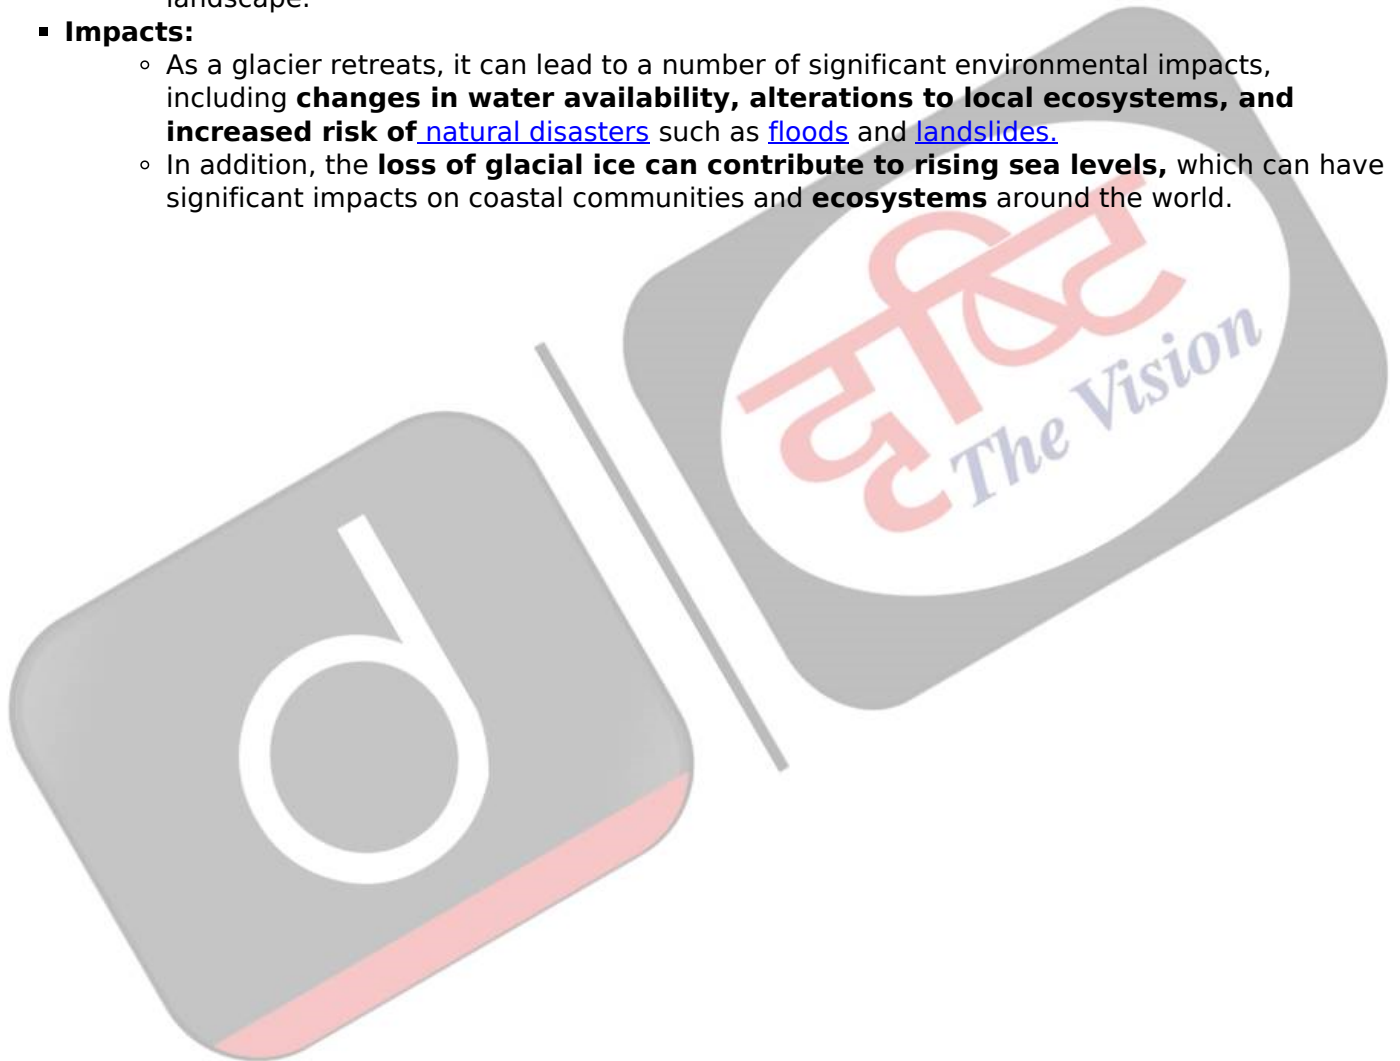 landscape.
Impacts:
As a glacier retreats, it can lead to a number of significant environmental impacts,
including changes in water availability, alterations to local ecosystems, and
increased risk of natural disasters such as floods and landslides.
In addition, the loss of glacial ice can contribute to rising sea levels, which can have
significant impacts on coastal communities and ecosystems around the world.
दृष्टि
The Vision
d